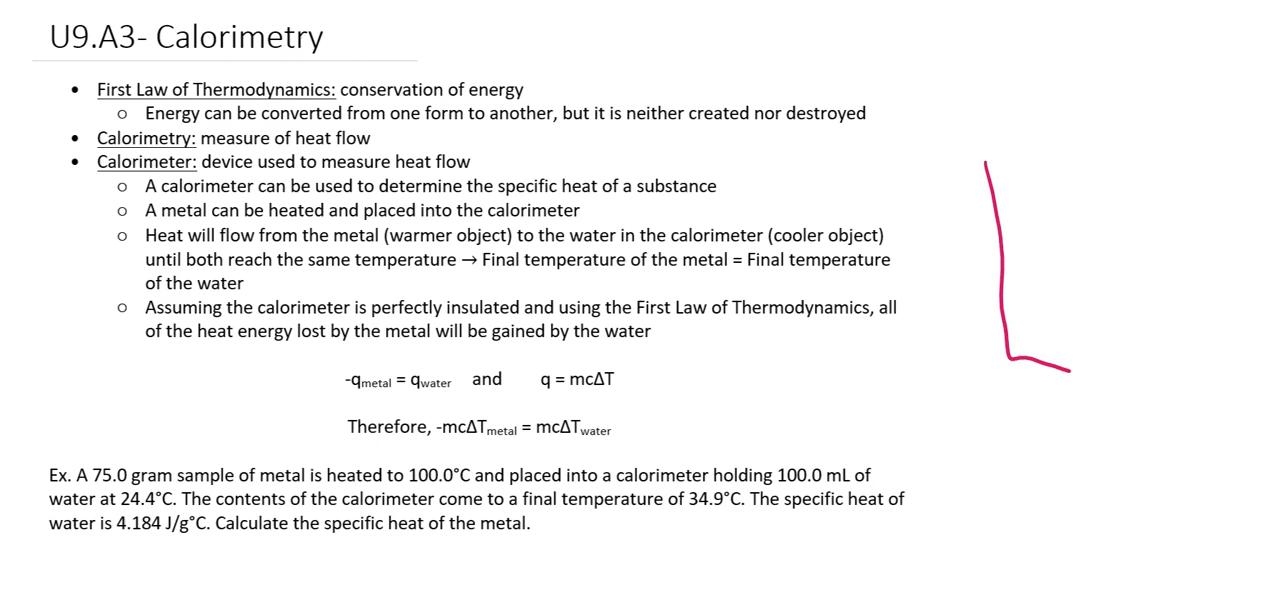 U9.A3- Calorimetry
• First Law of Thermodynamics: conservation of energy
o Energy can be converted from one form to another, but it is neither created nor destroyed
• Calorimetry: measure of heat flow
• Calorimeter: device used to measure heat flow
o A calorimeter can be used to determine the specific heat of a substance
o A metal can be heated and placed into the calorimeter
o Heat will flow from the metal (warmer object) to the water in the calorimeter (cooler object)
until both reach the same temperature → Final temperature of the metal = Final temperature
of the water
o Assuming the calorimeter is perfectly insulated and using the First Law of Thermodynamics, all
of the heat energy lost by the metal will be gained by the water
-qmetal = qwater and q = mcΔT
Therefore, -mcΔTmetal = mcΔTwater
Ex. A 75.0 gram sample of metal is heated to 100.0°C and placed into a calorimeter holding 100.0 mL of
water at 24.4°C. The contents of the calorimeter come to a final temperature of 34.9°C. The specific heat of
water is 4.184 J/g°C. Calculate the specific heat of the metal.